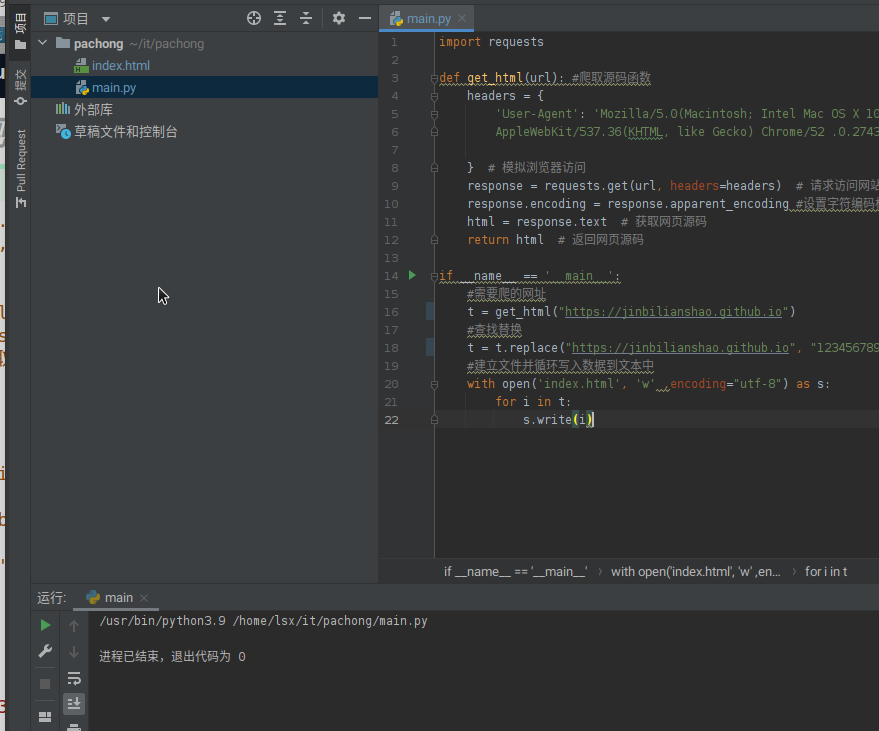 项目
提交
Pull Request
项目
pachong ~/it/pachong
index.html
main.py
外部库
草稿文件和控制台
main.py
1 import requests
2
3 def get_html(url): #爬取源码函数
4 headers = {
5 'User-Agent': 'Mozilla/5.0(Macintosh; Intel Mac OS X 10
6 AppleWebKit/537.36(KHTML, like Gecko) Chrome/52 .0.2743
7
8 } # 模拟浏览器访问
9 response = requests.get(url, headers=headers) # 请求访问网站
10 response.encoding = response.apparent_encoding #设置字符编码
11 html = response.text # 获取网页源码
12 return html # 返回网页源码
13
14 if __name__ == '__main__':
15 #需要爬的网址
16 t = get_html("https://jinbilianshao.github.io")
17 #查找替换
18 t = t.replace("https://jinbilianshao.github.io", "123456789
19 #建立文件并循环写入数据到文本中
20 with open('index.html', 'w' ,encoding="utf-8") as s:
21 for i in t:
22 s.write(i)
if __name__ == '__main__' › with open('index.html', 'w' ,en... › for i in t
运行: main
/usr/bin/python3.9 /home/lsx/it/pachong/main.py
进程已结束，退出代码为 0